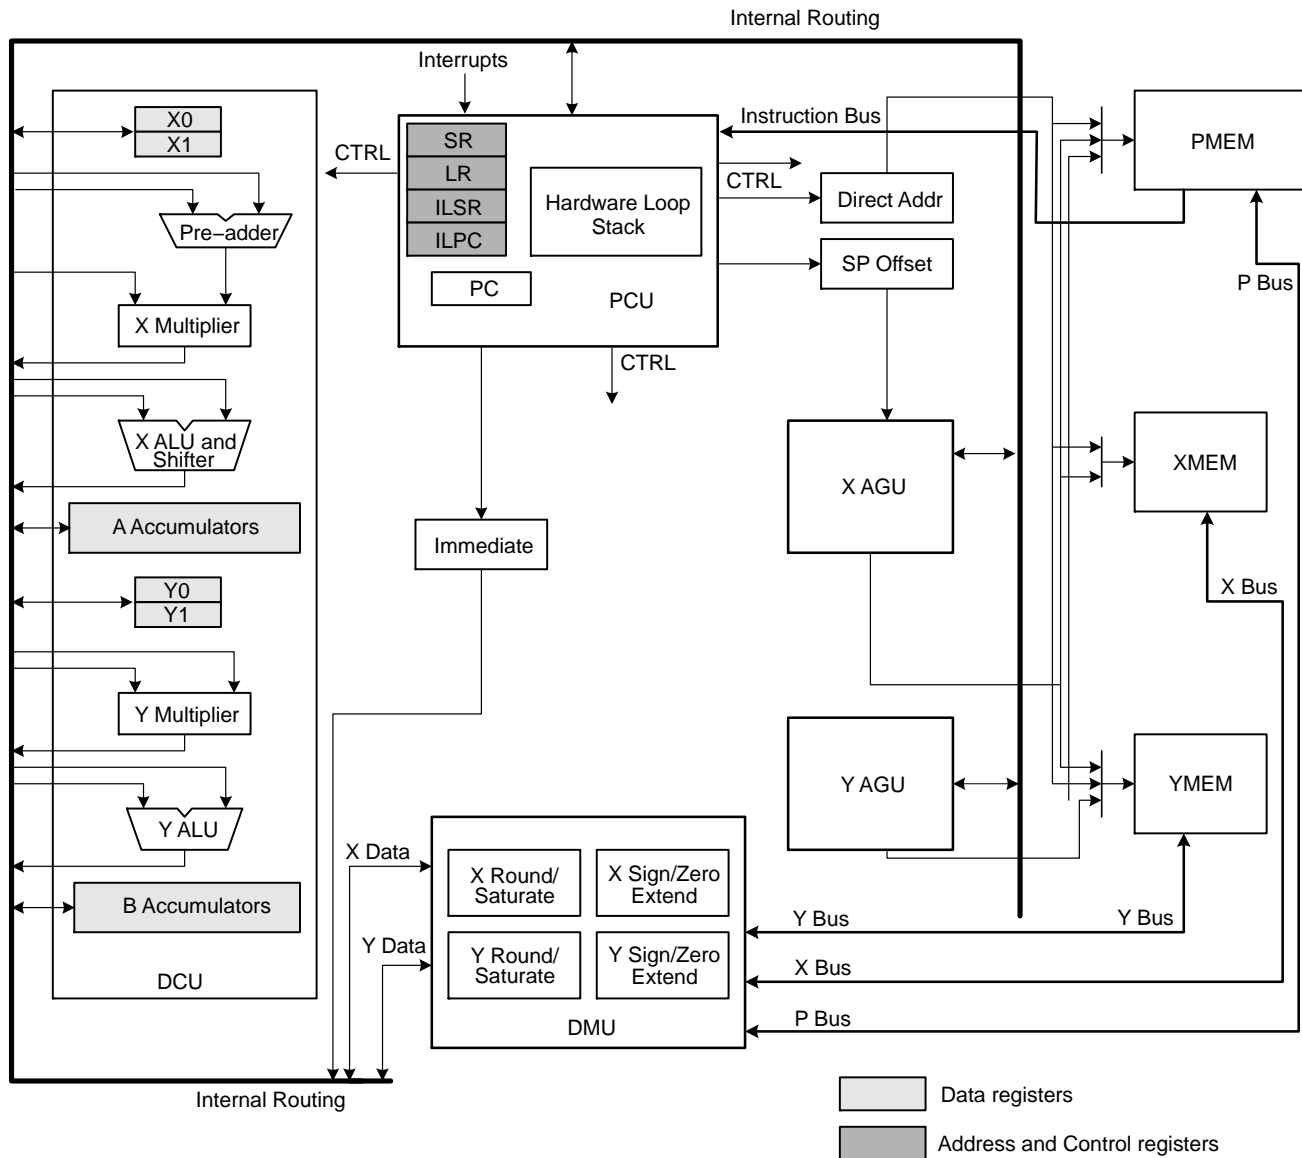 Internal Routing
Interrupts
X0
X1
Pre−adder
X Multiplier
X ALU and
Shifter
A Accumulators
Y0
Y1
Y Multiplier
Y ALU
B Accumulators
DCU
CTRL
SR
LR
ILSR
ILPC
Hardware Loop
Stack
PC
PCU
CTRL
Immediate
Instruction Bus
CTRL
Direct Addr
SP Offset
X AGU
Y AGU
PMEM
P Bus
XMEM
X Bus
YMEM
Y Bus
X Data
Y Data
X Round/
Saturate
X Sign/Zero
Extend
Y Round/
Saturate
Y Sign/Zero
Extend
DMU
Y Bus
X Bus
P Bus
Internal Routing
Data registers
Address and Control registers